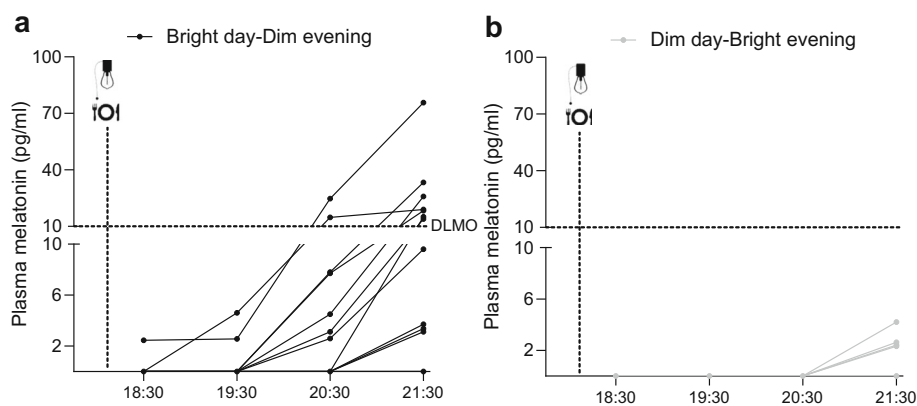 a
Bright day-Dim evening
Plasma melatonin (pg/ml)
100
70
40
10
DLMO
10
6
2
18:30 19:30 20:30 21:30
b
Dim day-Bright evening
Plasma melatonin (pg/ml)
100
70
40
10
10
6
2
18:30 19:30 20:30 21:30